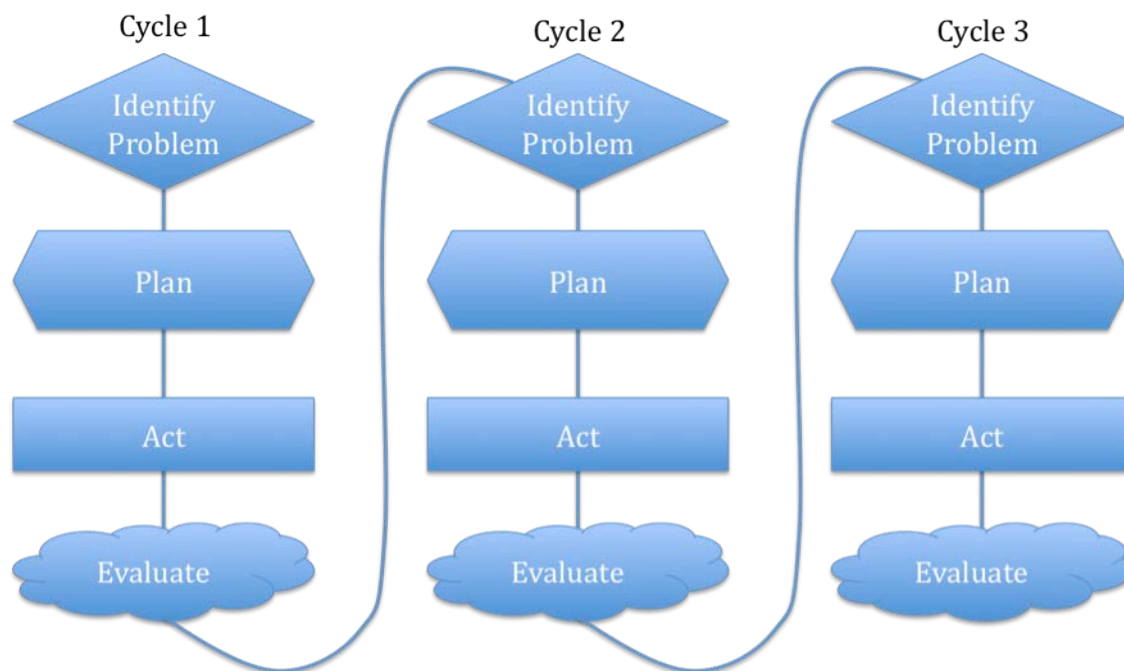 Cycle 1
Identify
Problem
Plan
Act
Evaluate
Cycle 2
Identify
Problem
Plan
Act
Evaluate
Cycle 3
Identify
Problem
Plan
Act
Evaluate